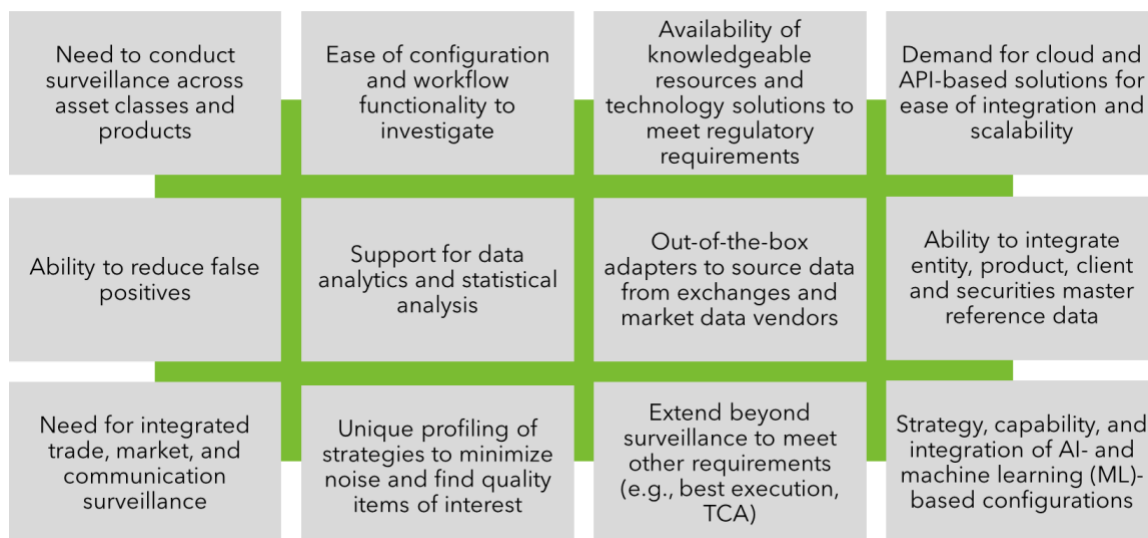 Need to conduct
surveillance across
asset classes and
products
Ease of configuration
and workflow
functionality to
investigate
Availability of
knowledgeable
resources and
technology solutions to
meet regulatory
requirements
Demand for cloud and
API-based solutions for
ease of integration and
scalability
Ability to reduce false
positives
Support for data
analytics and statistical
analysis
Out-of-the-box
adapters to source data
from exchanges and
market data vendors
Ability to integrate
entity, product, client
and securities master
reference data
Need for integrated
trade, market, and
communication
surveillance
Unique profiling of
strategies to minimize
noise and find quality
items of interest
Extend beyond
surveillance to meet
other requirements
(e.g., best execution,
TCA)
Strategy, capability, and
integration of AI- and
machine learning (ML)-
based configurations